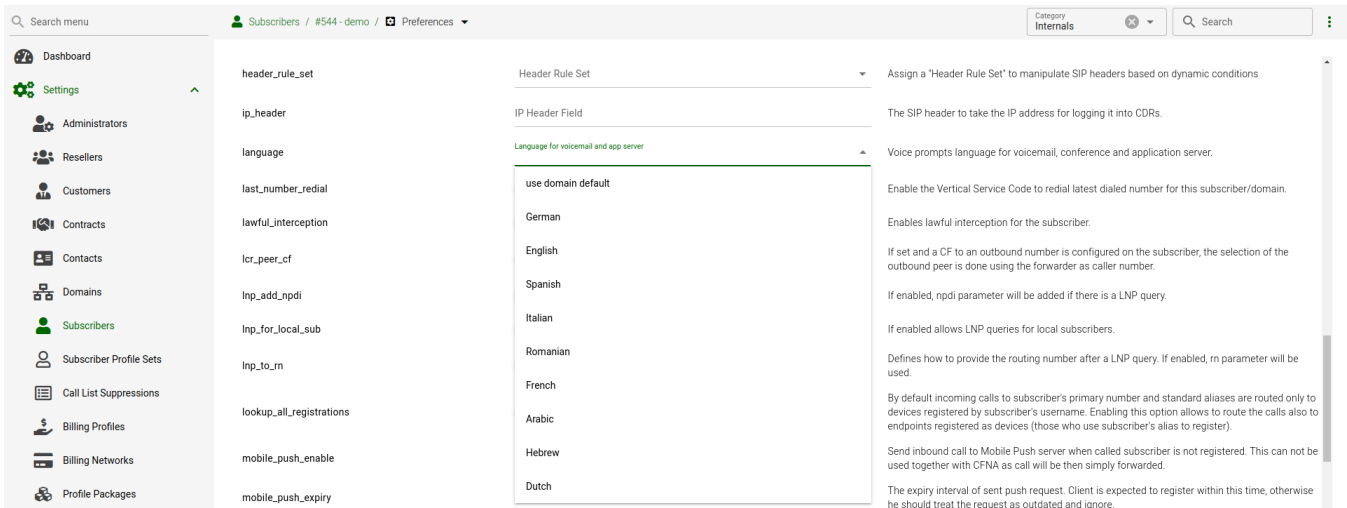 Search menu
Subscribers / #544 - demo / Preferences
Category
Internals
Search
Dashboard
Settings
Administrators
Resellers
Customers
Contracts
Contacts
Domains
Subscribers
Subscriber Profile Sets
Call List Suppressions
Billing Profiles
Billing Networks
Profile Packages
header_rule_set
Header Rule Set
Assign a "Header Rule Set" to manipulate SIP headers based on dynamic conditions
ip_header
IP Header Field
The SIP header to take the IP address for logging it into CDRs.
language
Language for voicemail and app server
Voice prompts language for voicemail, conference and application server.
use domain default
German
English
Spanish
Italian
Romanian
French
Arabic
Hebrew
Dutch
last_number_redial
Enable the Vertical Service Code to redial latest dialed number for this subscriber/domain.
lawful_interception
Enables lawful interception for the subscriber.
lcr_peer_cf
If set and a CF to an outbound number is configured on the subscriber, the selection of the
outbound peer is done using the forwarder as caller number.
lnp_add_npdi
If enabled, npdi parameter will be added if there is a LNP query.
lnp_for_local_sub
If enabled allows LNP queries for local subscribers.
lnp_to_rn
Defines how to provide the routing number after a LNP query. If enabled, rn parameter will be
used.
lookup_all_registrations
By default incoming calls to subscriber's primary number and standard aliases are routed only to
devices registered by subscriber's username. Enabling this option allows to route the calls also to
endpoints registered as devices (those who use subscriber's alias to register).
mobile_push_enable
Send inbound call to Mobile Push server when called subscriber is not registered. This can not be
used together with CFNA as call will be then simply forwarded.
mobile_push_expiry
The expiry interval of sent push request. Client is expected to register within this time, otherwise
he should treat the request as outdated and ignore.